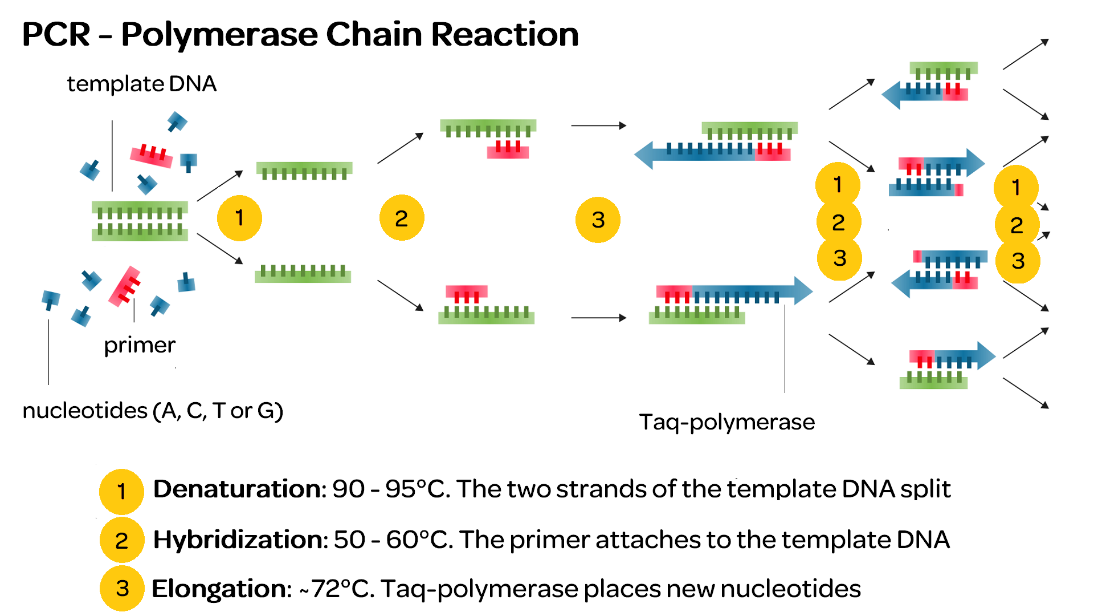 PCR - Polymerase Chain Reaction
template DNA
1
2
3
1
2
3
1
2
3
primer
nucleotides (A, C, T or G)
Taq-polymerase
1 Denaturation: 90 - 95°C. The two strands of the template DNA split
2 Hybridization: 50 - 60°C. The primer attaches to the template DNA
3 Elongation: ~72°C. Taq-polymerase places new nucleotides